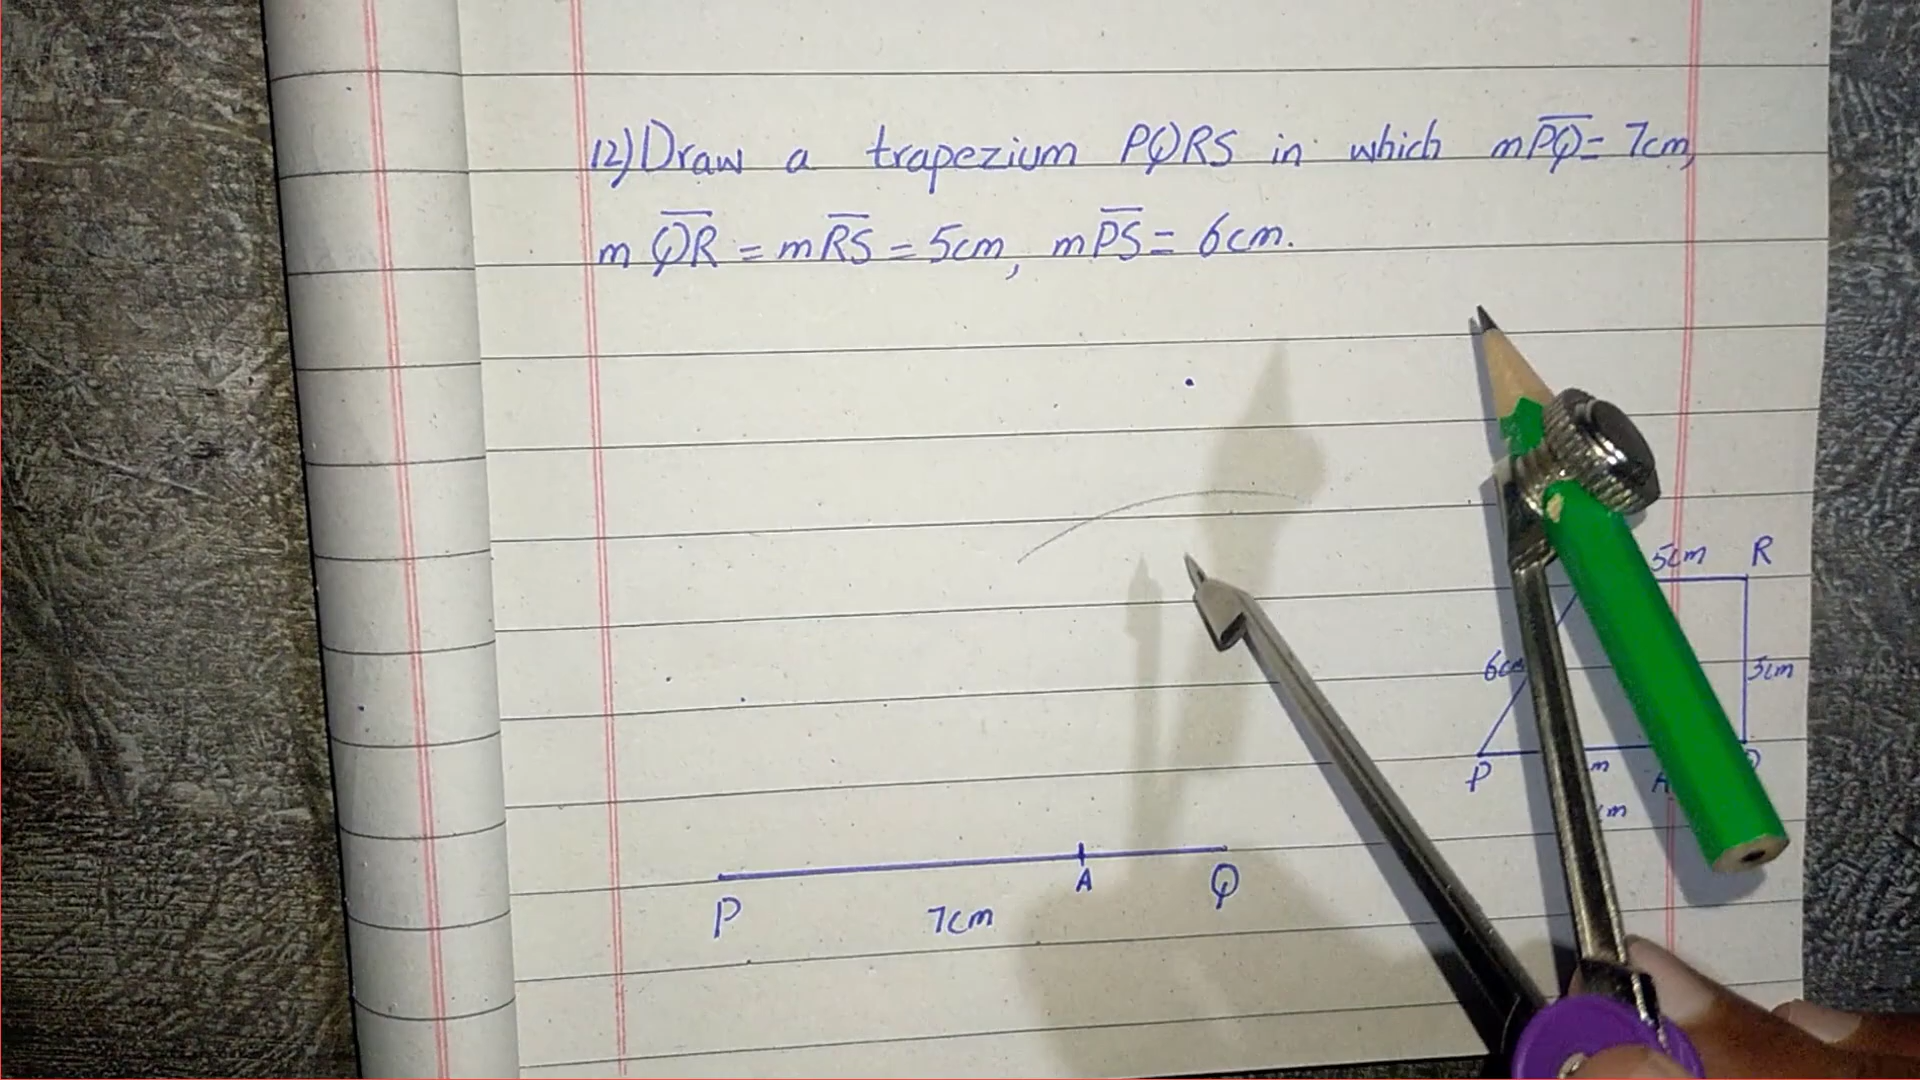 12) Draw a trapezium PQRS in which mPQ = 7cm,
mQR = mRS = 5cm, mPS = 6cm.
5cm R
6cm 5cm
P
A Q
P 7cm